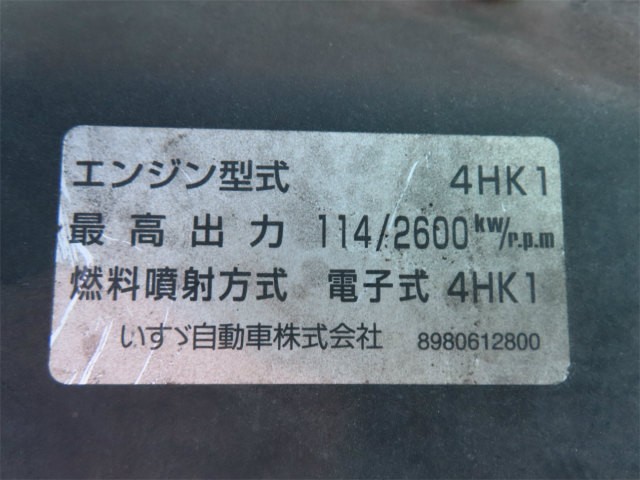 エンジン型式 4HK1
最高出力 114/2600 kw/r.p.m
燃料噴射方式 電子式 4HK1
いすゞ自動車株式会社 8980612800